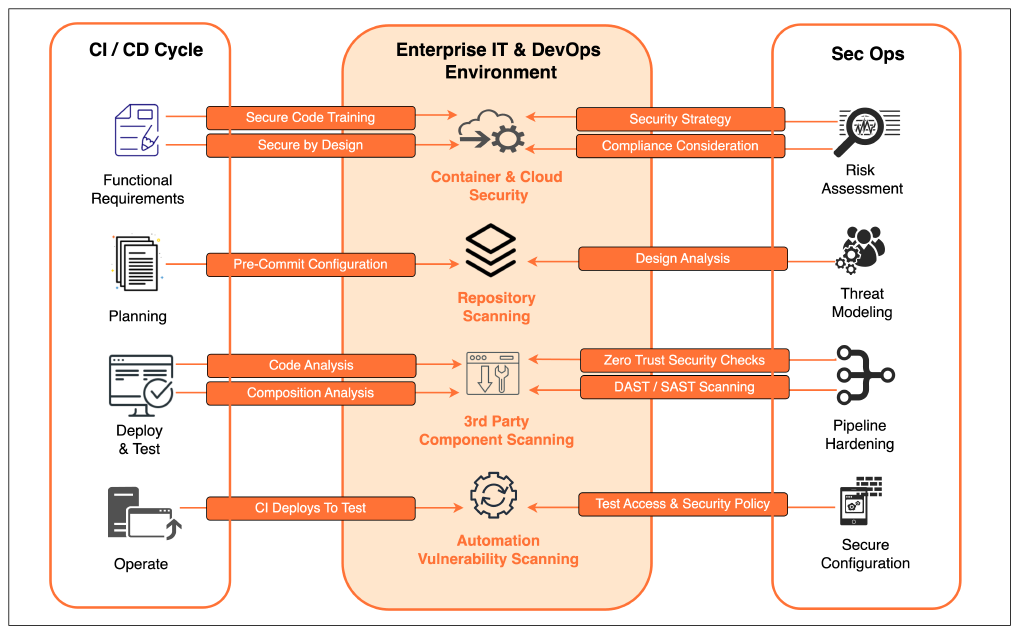 CI / CD Cycle
Enterprise IT & DevOps
Environment
Sec Ops
Secure Code Training
Secure by Design
Security Strategy
Compliance Consideration
Functional
Requirements
Container & Cloud
Security
Risk
Assessment
Pre-Commit Configuration
Design Analysis
Planning
Repository
Scanning
Threat
Modeling
Code Analysis
Composition Analysis
Zero Trust Security Checks
DAST / SAST Scanning
Deploy
& Test
3rd Party
Component Scanning
Pipeline
Hardening
CI Deploys To Test
Test Access & Security Policy
Operate
Automation
Vulnerability Scanning
Secure
Configuration